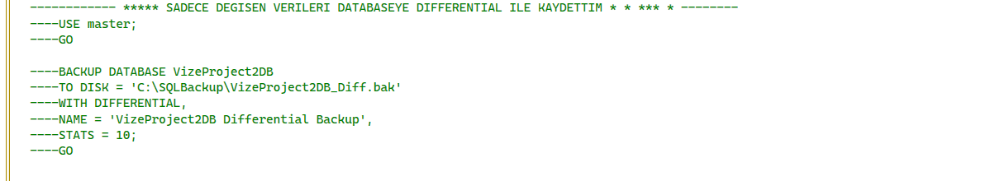 ------------ ***** SADECE DEGISEN VERILERI DATABASEYE DIFFERENTIAL ILE KAYDETTIM * * *** * --------
----USE master;
----GO
----BACKUP DATABASE VizeProject2DB
----TO DISK = 'C:\SQLBackup\VizeProject2DB_Diff.bak'
----WITH DIFFERENTIAL,
----NAME = 'VizeProject2DB Differential Backup',
----STATS = 10;
----GO